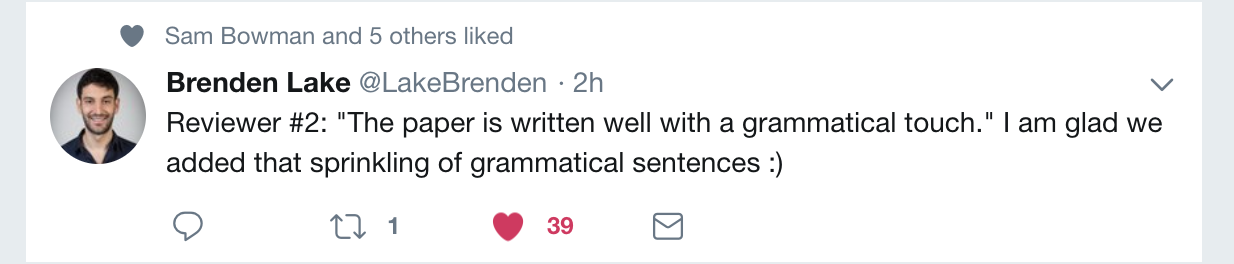 Sam Bowman and 5 others liked
Brenden Lake @LakeBrenden · 2h
Reviewer #2: "The paper is written well with a grammatical touch." I am glad we
added that sprinkling of grammatical sentences :)
1 39